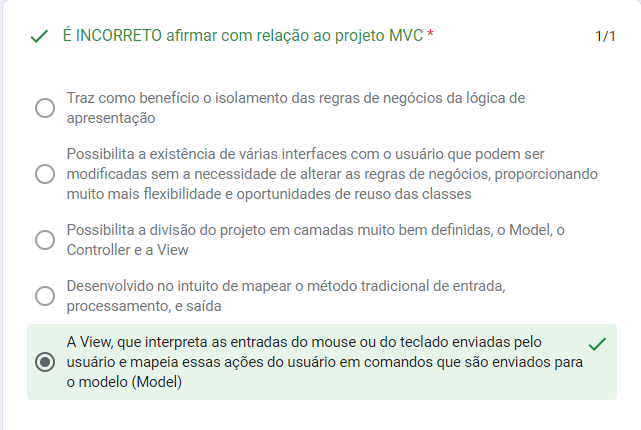 É INCORRETO afirmar com relação ao projeto MVC * 1/1
Traz como benefício o isolamento das regras de negócios da lógica de
apresentação
Possibilita a existência de várias interfaces com o usuário que podem ser
modificadas sem a necessidade de alterar as regras de negócios, proporcionando
muito mais flexibilidade e oportunidades de reuso das classes
Possibilita a divisão do projeto em camadas muito bem definidas, o Model, o
Controller e a View
Desenvolvido no intuito de mapear o método tradicional de entrada,
processamento, e saída
A View, que interpreta as entradas do mouse ou do teclado enviadas pelo
usuário e mapeia essas ações do usuário em comandos que são enviados para
o modelo (Model)